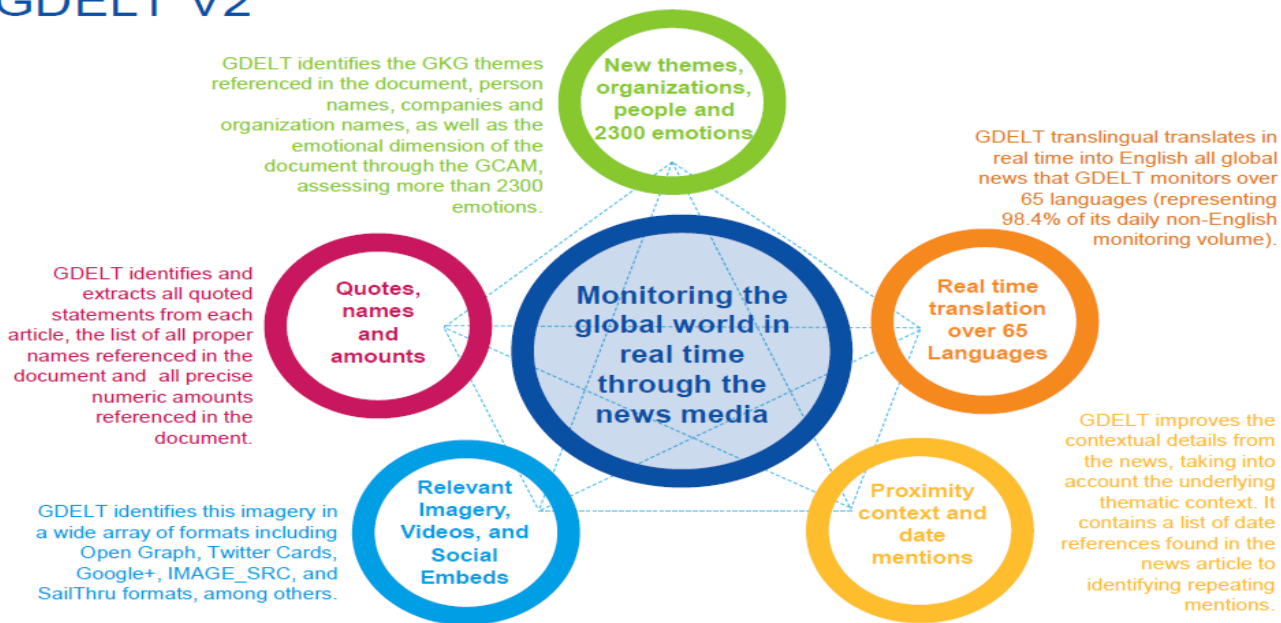 GDELT V2
GDELT identifies the GKG themes
referenced in the document, person
names, companies and
organization names, as well as the
emotional dimension of the
document through the GCAM,
assessing more than 2300
emotions.
New themes,
organizations,
people and
2300 emotions
GDELT translingual translates in
real time into English all global
news that GDELT monitors over
65 languages (representing
98.4% of its daily non-English
monitoring volume).
GDELT identifies and
extracts all quoted
statements from each
article, the list of all proper
names referenced in the
document and all precise
numeric amounts
referenced in the
document.
Quotes,
names
and
amounts
Monitoring the
global world in
real time
through the
news media
Real time
translation
over 65
Languages
GDELT identifies this imagery in
a wide array of formats including
Open Graph, Twitter Cards,
Google+, IMAGE_SRC, and
SailThru formats, among others.
Relevant
Imagery,
Videos, and
Social
Embeds
Proximity
context and
date
mentions
GDELT improves the
contextual details from
the news, taking into
account the underlying
thematic context. It
contains a list of date
references found in the
news article to
identifying repeating
mentions.